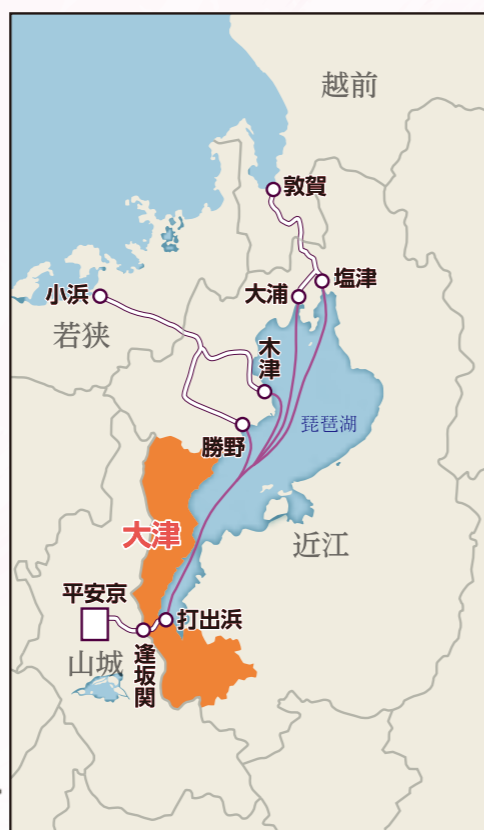 越前
敦賀
塩津
大浦
小浜
若狭
木津
琵琶湖
勝野
大津
近江
平安京
打出浜
逢坂関
山城